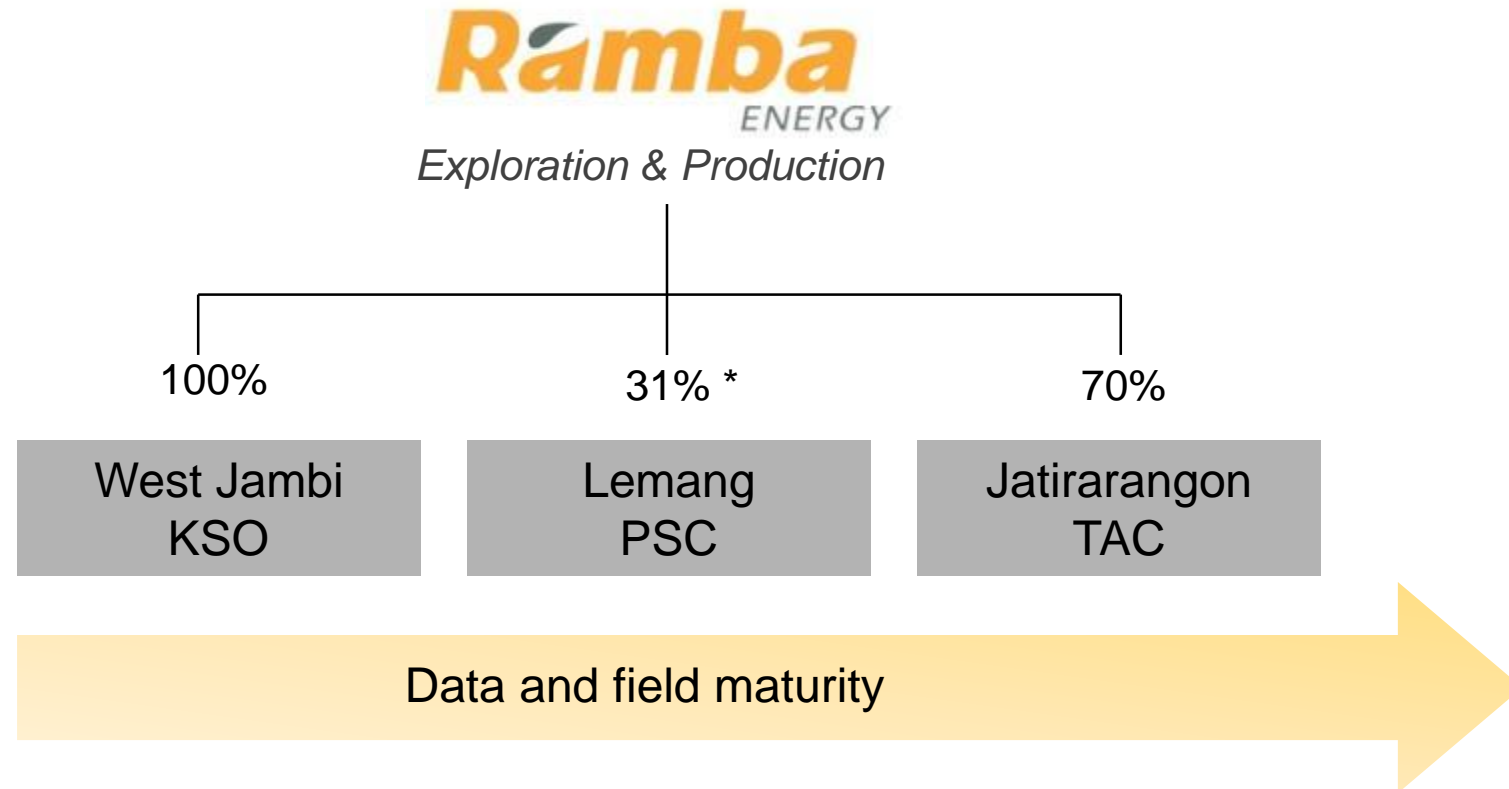 Ramba
ENERGY
Exploration & Production
100%
31% *
70%
West Jambi
KSO
Lemang
PSC
Jatirarangon
TAC
Data and field maturity